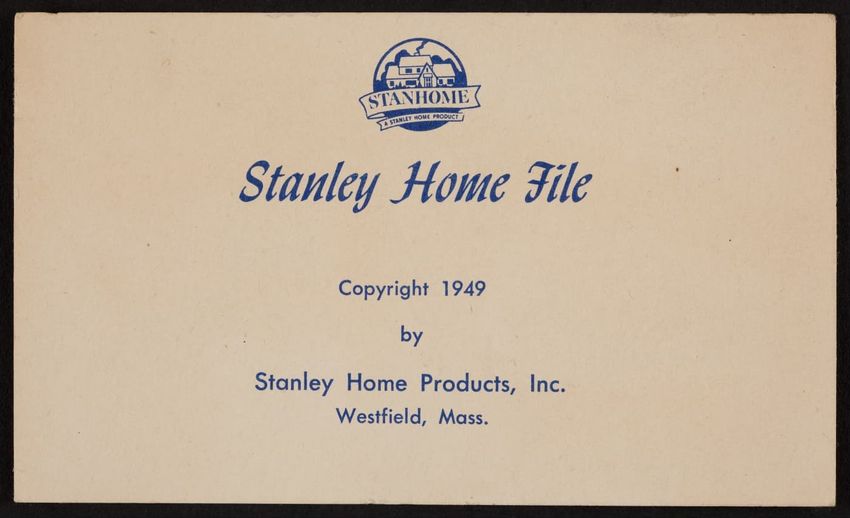 STANHOME
A STANLEY HOME PRODUCT
Stanley Home File
Copyright 1949
by
Stanley Home Products, Inc.
Westfield, Mass.